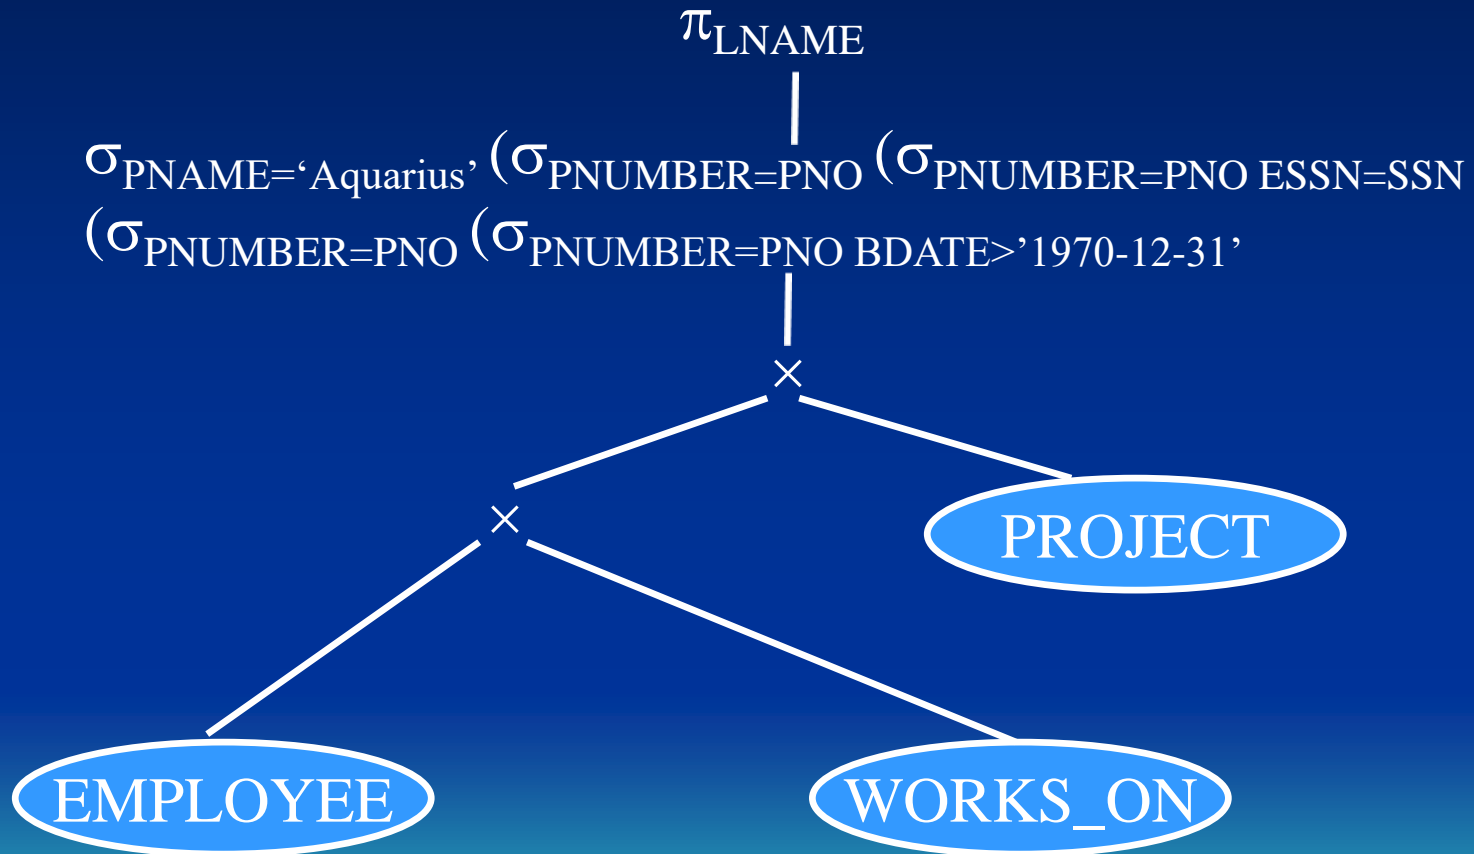 πLNAME
σPNAME=‘Aquarius’ (σPNUMBER=PNO (σPNUMBER=PNO ESSN=SSN
(σPNUMBER=PNO (σPNUMBER=PNO BDATE>’1970-12-31’
×
×
PROJECT
EMPLOYEE
WORKS_ON